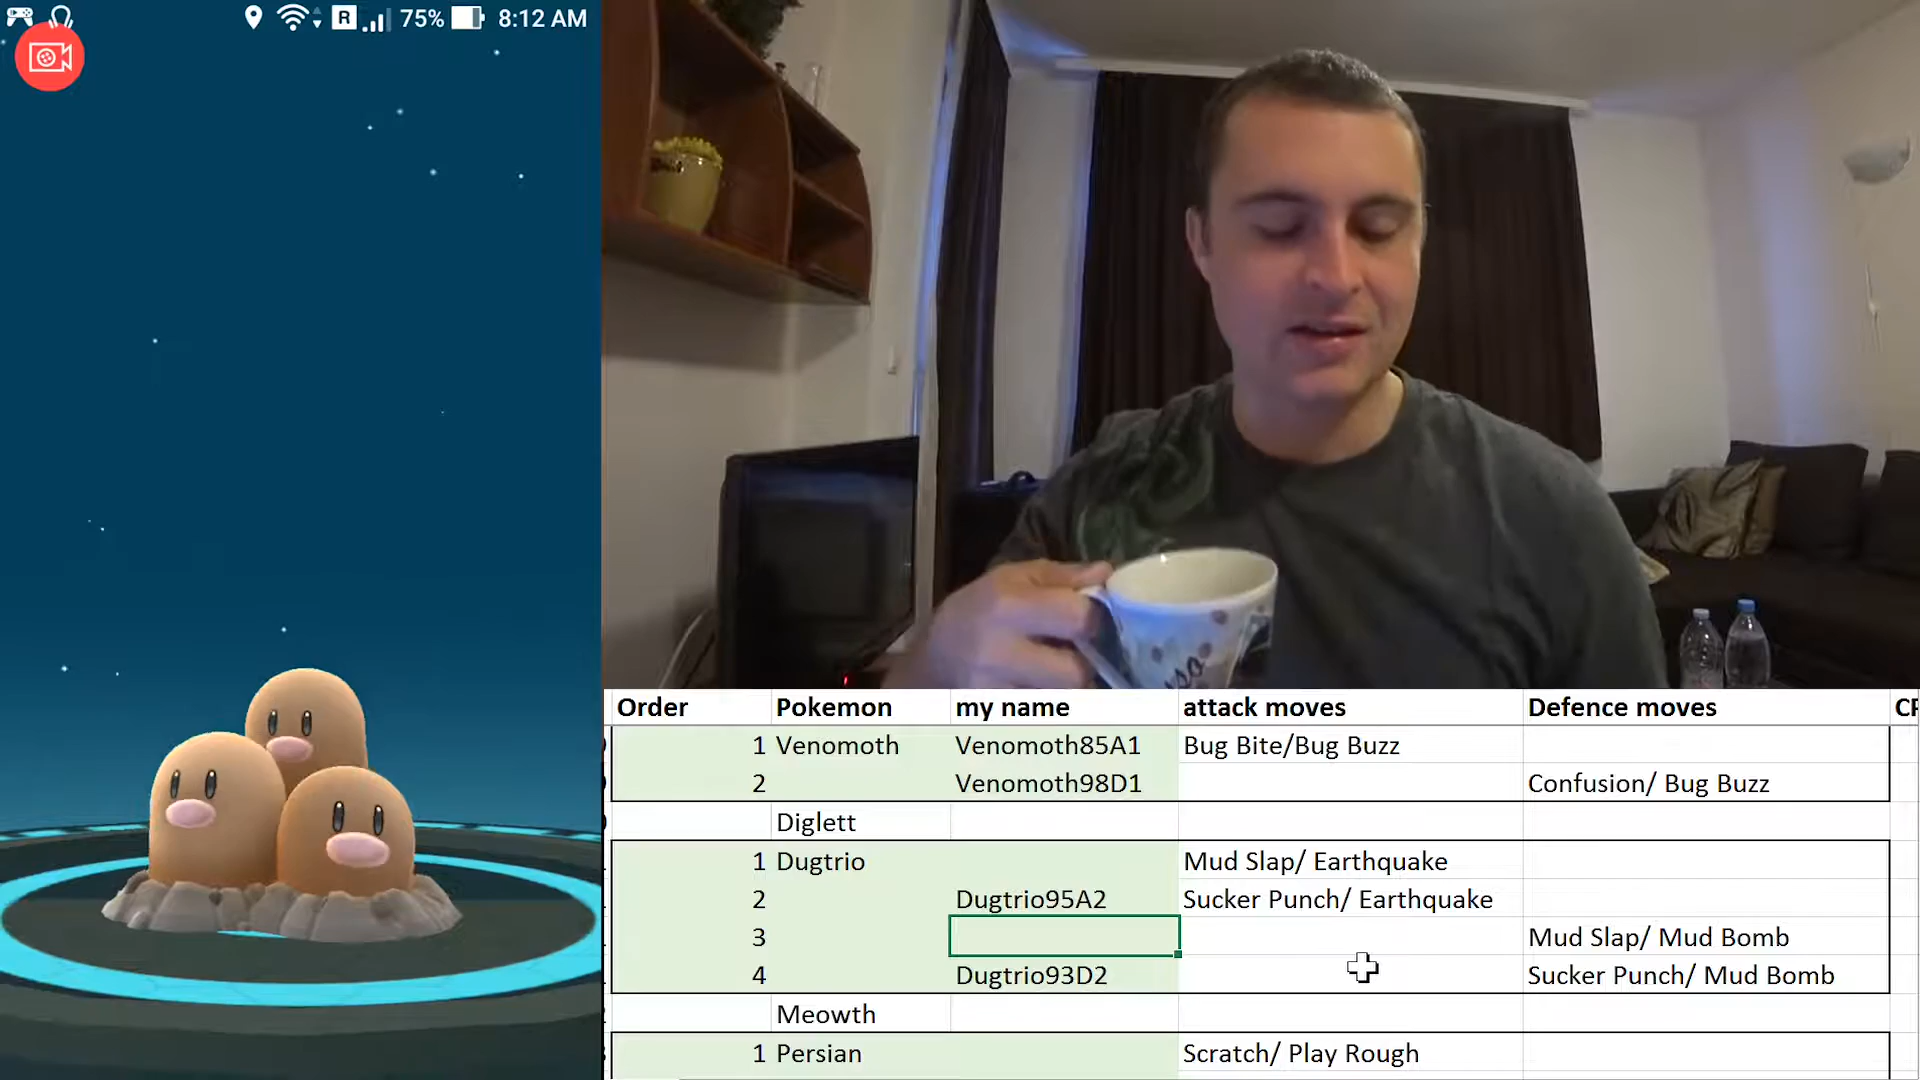 R 75% 8:12 AM
Order Pokemon my name attack moves Defence moves
1 Venomoth Venomoth85A1 Bug Bite/Bug Buzz
2 Venomoth98D1 Confusion/ Bug Buzz
Diglett
1 Dugtrio Mud Slap/ Earthquake
2 Dugtrio95A2 Sucker Punch/ Earthquake
3 Mud Slap/ Mud Bomb
4 Dugtrio93D2 Sucker Punch/ Mud Bomb
Meowth
1 Persian Scratch/ Play Rough